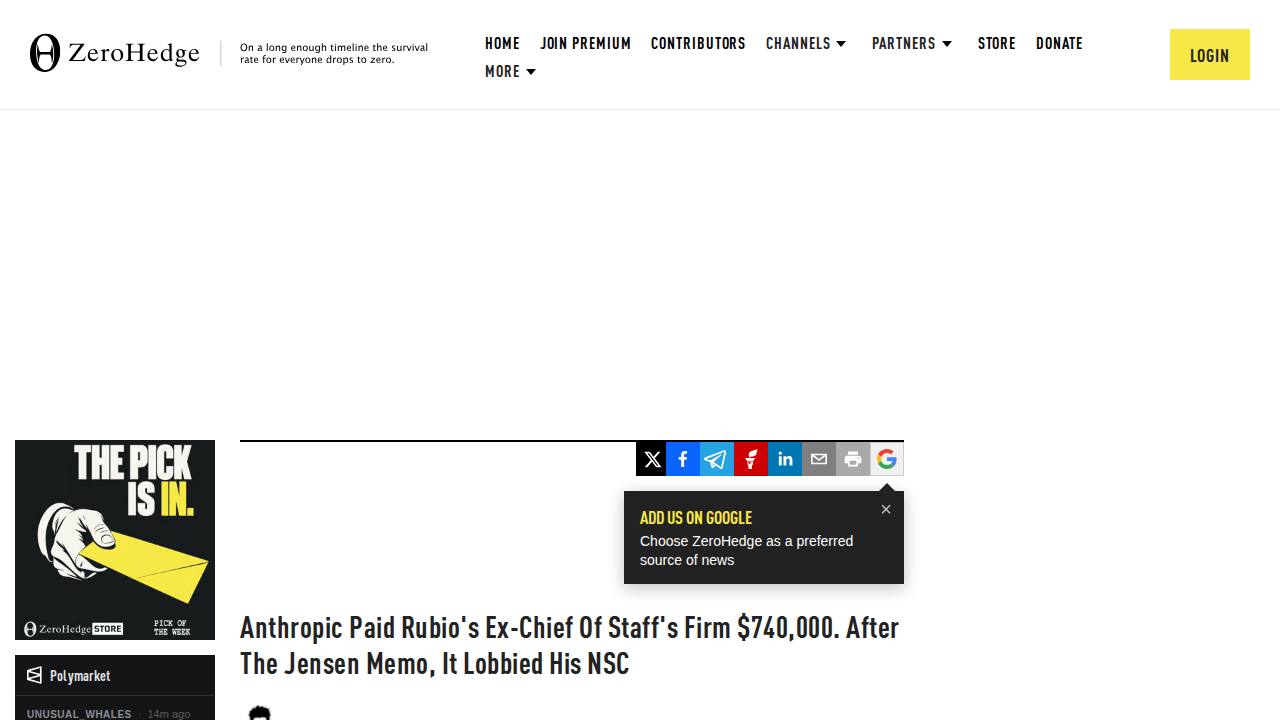 ZeroHedge
On a long enough timeline the survival
rate for everyone drops to zero.
HOME JOIN PREMIUM CONTRIBUTORS CHANNELS PARTNERS STORE DONATE
MORE
LOGIN
THE PICK
IS IN.
ZeroHedge STORE
PICK OF
THE WEEK
ADD US ON GOOGLE
Choose ZeroHedge as a preferred
source of news
Anthropic Paid Rubio's Ex-Chief Of Staff's Firm $740,000. After
The Jensen Memo, It Lobbied His NSC
Polymarket
UNUSUAL_WHALES · 14m ago